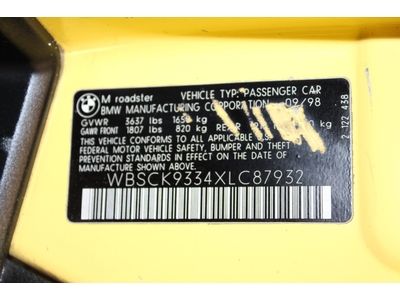 M roadster VEHICLE TYPE: PASSENGER CAR
BMW MANUFACTURING CORPORATION 09/98
GVWR 3637 lbs 1650 kg
GAWR FRONT 1807 lbs 820 kg REAR kg
THIS VEHICLE CONFORMS TO ALL APPLICABLE
FEDERAL MOTOR VEHICLE SAFETY, BUMPER AND THEFT
PREVENTION STANDARDS IN EFFECT ON THE DATE OF
MANUFACTURE SHOWN ABOVE.
WBSCK9334XLC87932
2 122 438